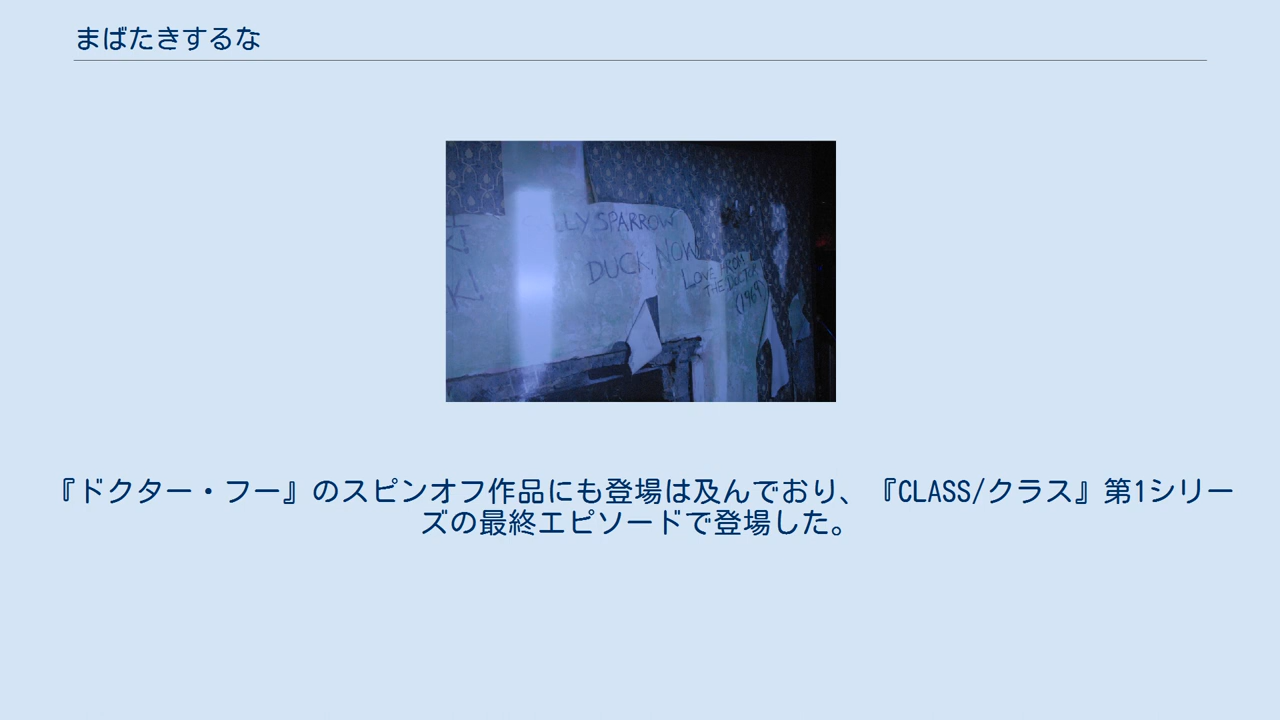 まばたきするな
LLY SPARROW
DUCK, NOW
LOVE FROM
THE DOCTOR
(1969)
K!
K!
『ドクター・フー』のスピンオフ作品にも登場は及んでおり、『CLASS/クラス』第1シリー
ズの最終エピソードで登場した。